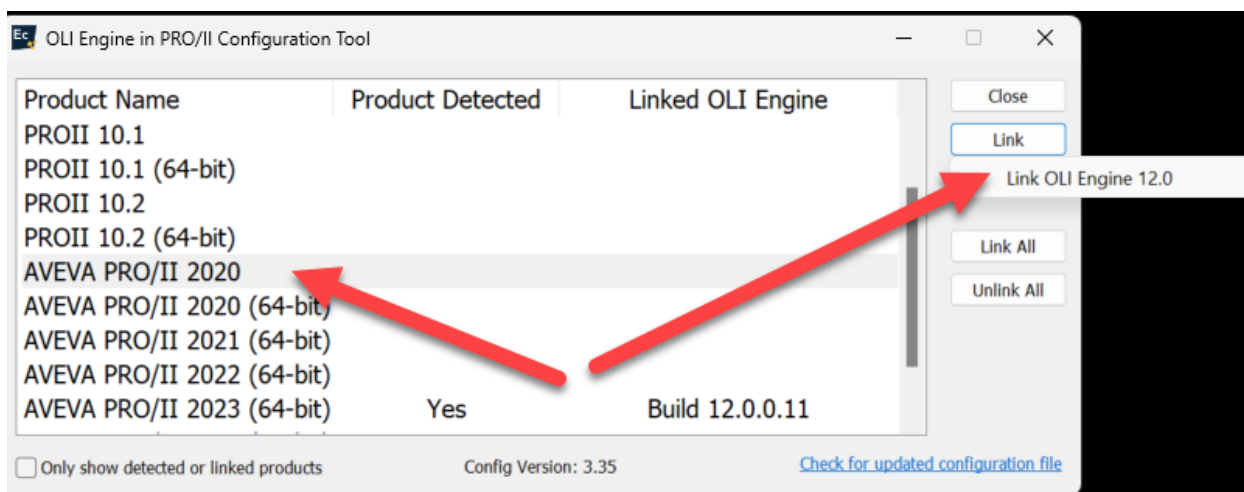 Ec OLI Engine in PRO/II Configuration Tool
Product Name Product Detected Linked OLI Engine
PROII 10.1
PROII 10.1 (64-bit)
PROII 10.2
PROII 10.2 (64-bit)
AVEVA PRO/II 2020
AVEVA PRO/II 2020 (64-bit)
AVEVA PRO/II 2021 (64-bit)
AVEVA PRO/II 2022 (64-bit)
AVEVA PRO/II 2023 (64-bit) Yes Build 12.0.0.11
Close
Link
Link OLI Engine 12.0
Link All
Unlink All
Only show detected or linked products Config Version: 3.35 Check for updated configuration file